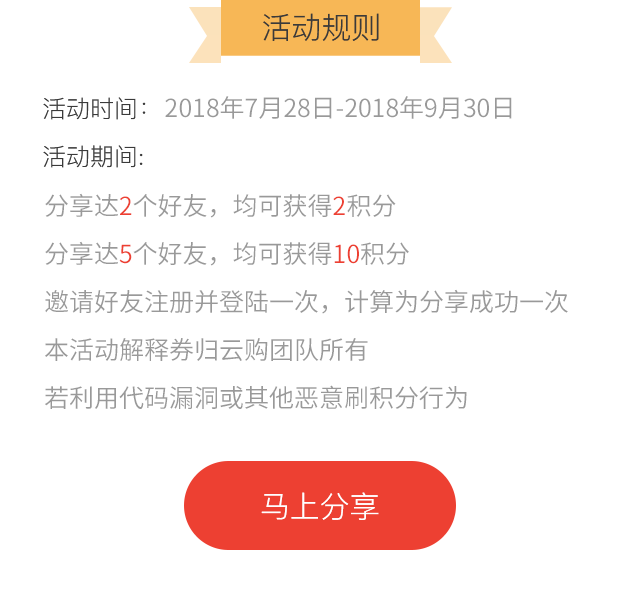 活动规则
活动时间：2018年7月28日-2018年9月30日
活动期间:
分享达2个好友，均可获得2积分
分享达5个好友，均可获得10积分
邀请好友注册并登陆一次，计算为分享成功一次
本活动解释券归云购团队所有
若利用代码漏洞或其他恶意刷积分行为
马上分享